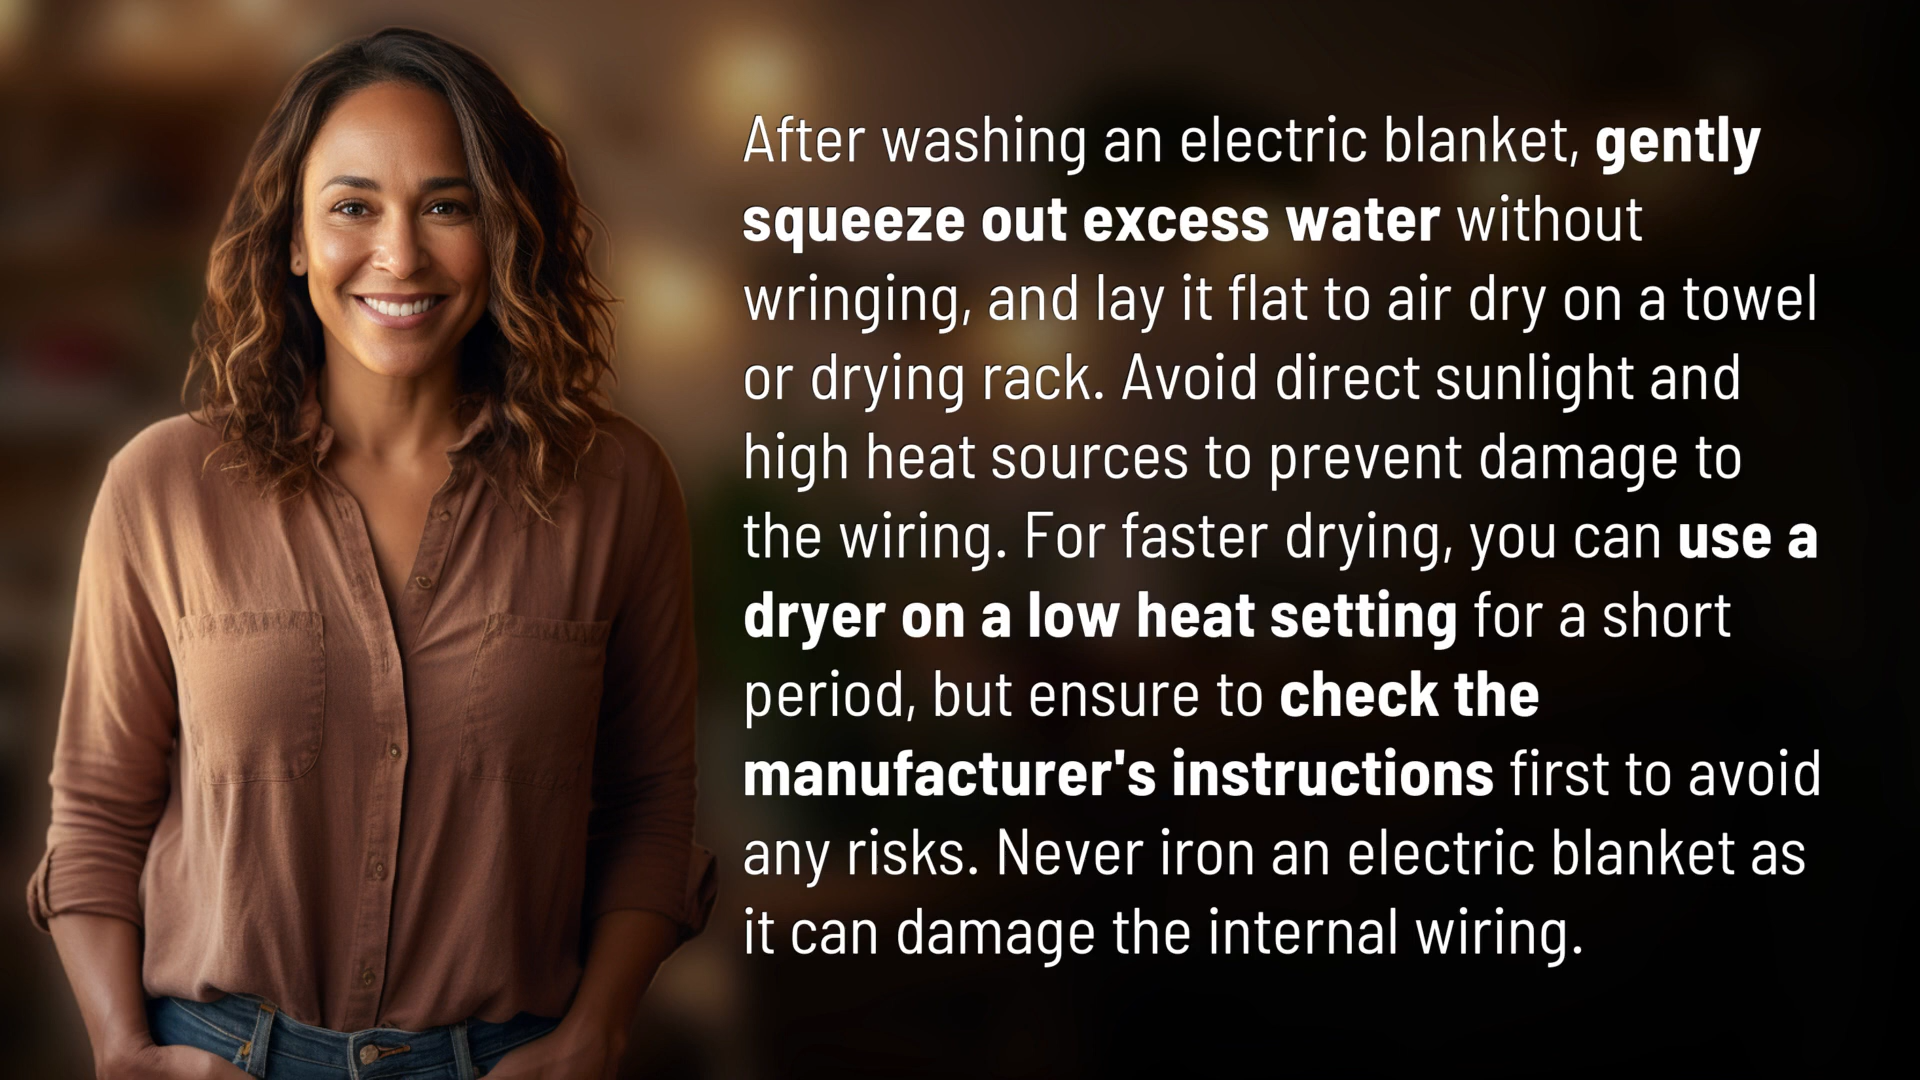 After washing an electric blanket, gently
squeeze out excess water without
wringing, and lay it flat to air dry on a towel
or drying rack. Avoid direct sunlight and
high heat sources to prevent damage to
the wiring. For faster drying, you can use a
dryer on a low heat setting for a short
period, but ensure to check the
manufacturer's instructions first to avoid
any risks. Never iron an electric blanket as
it can damage the internal wiring.